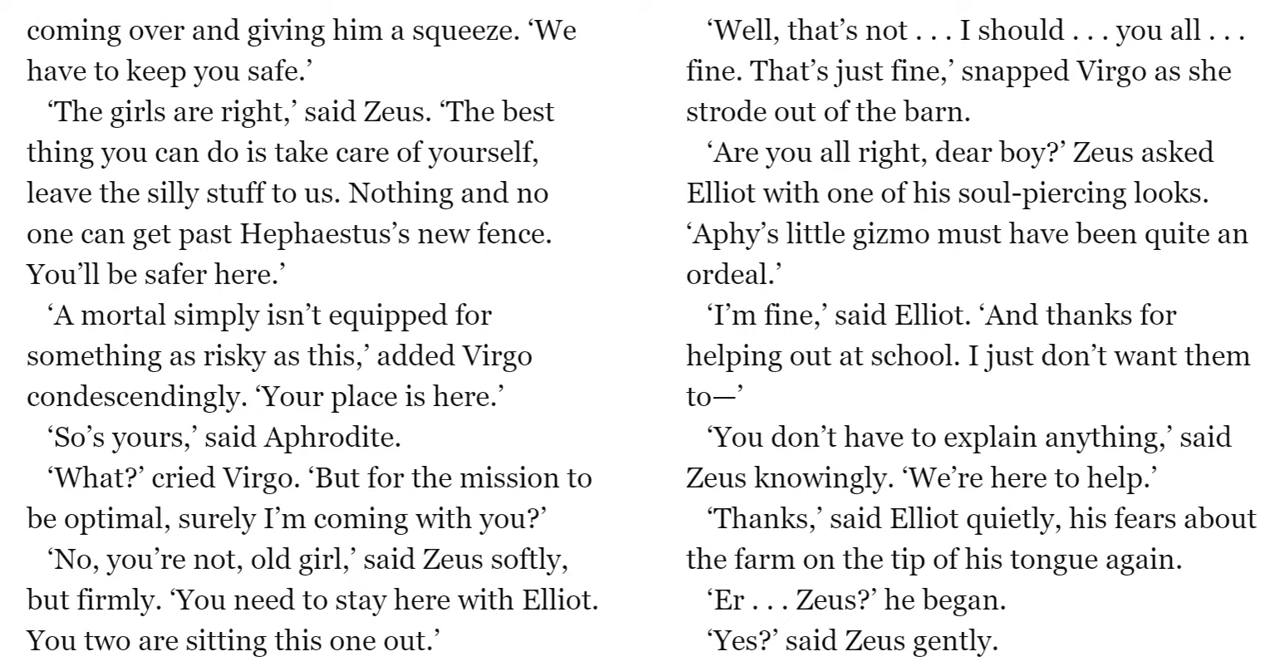 coming over and giving him a squeeze. ‘We
have to keep you safe.’
‘The girls are right,’ said Zeus. ‘The best
thing you can do is take care of yourself,
leave the silly stuff to us. Nothing and no
one can get past Hephaestus’s new fence.
You’ll be safer here.’
‘A mortal simply isn’t equipped for
something as risky as this,’ added Virgo
condescendingly. ‘Your place is here.’
‘So’s yours,’ said Aphrodite.
‘What?’ cried Virgo. ‘But for the mission to
be optimal, surely I’m coming with you?’
‘No, you’re not, old girl,’ said Zeus softly,
but firmly. ‘You need to stay here with Elliot.
You two are sitting this one out.’
‘Well, that’s not . . . I should . . . you all . . .
fine. That’s just fine,’ snapped Virgo as she
strode out of the barn.
‘Are you all right, dear boy?’ Zeus asked
Elliot with one of his soul-piercing looks.
‘Aphy’s little gizmo must have been quite an
ordeal.’
‘I’m fine,’ said Elliot. ‘And thanks for
helping out at school. I just don’t want them
to—’
‘You don’t have to explain anything,’ said
Zeus knowingly. ‘We’re here to help.’
‘Thanks,’ said Elliot quietly, his fears about
the farm on the tip of his tongue again.
‘Er . . . Zeus?’ he began.
‘Yes?’ said Zeus gently.